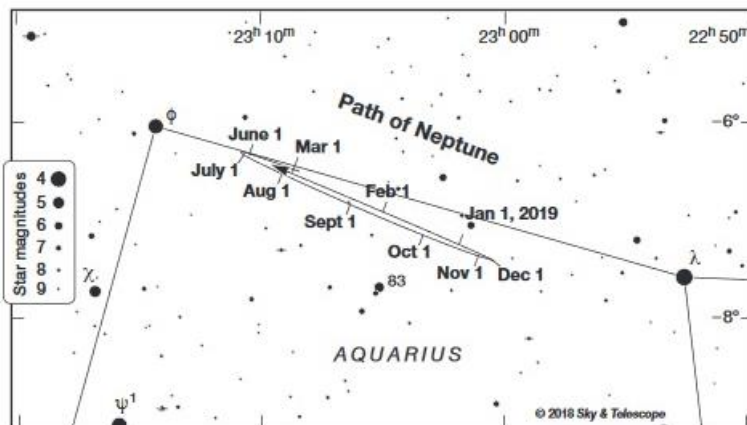 23h 10m
23h 00m
22h 50m
φ
Path of Neptune
June 1
Mar 1
July 1
Aug 1
Feb 1
Sept 1
Jan 1, 2019
Oct 1
Nov 1
Dec 1
–6°
–8°
λ
χ
83
ψ1
AQUARIUS
Star magnitudes
4
5
6
7
8
9
© 2018 Sky & Telescope